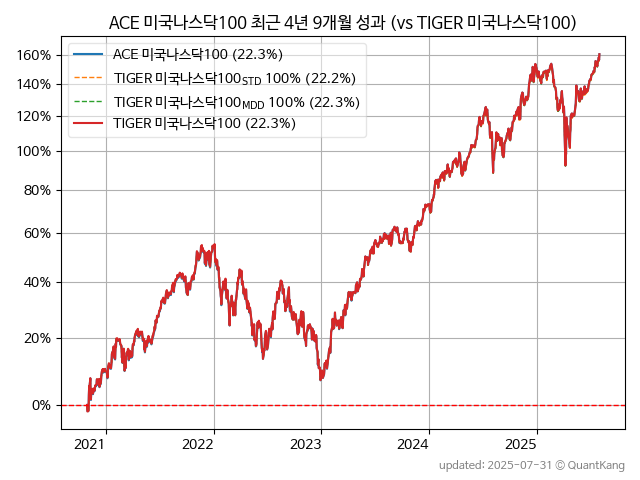 ACE 미국나스닥100 최근 4년 9개월 성과 (vs TIGER 미국나스닥100)
ACE 미국나스닥100 (22.3%)
TIGER 미국나스닥100STD 100% (22.2%)
TIGER 미국나스닥100MDD 100% (22.3%)
TIGER 미국나스닥100 (22.3%)
160%
140%
120%
100%
80%
60%
40%
20%
0%
2021 2022 2023 2024 2025
updated: 2025-07-31 © QuantKang